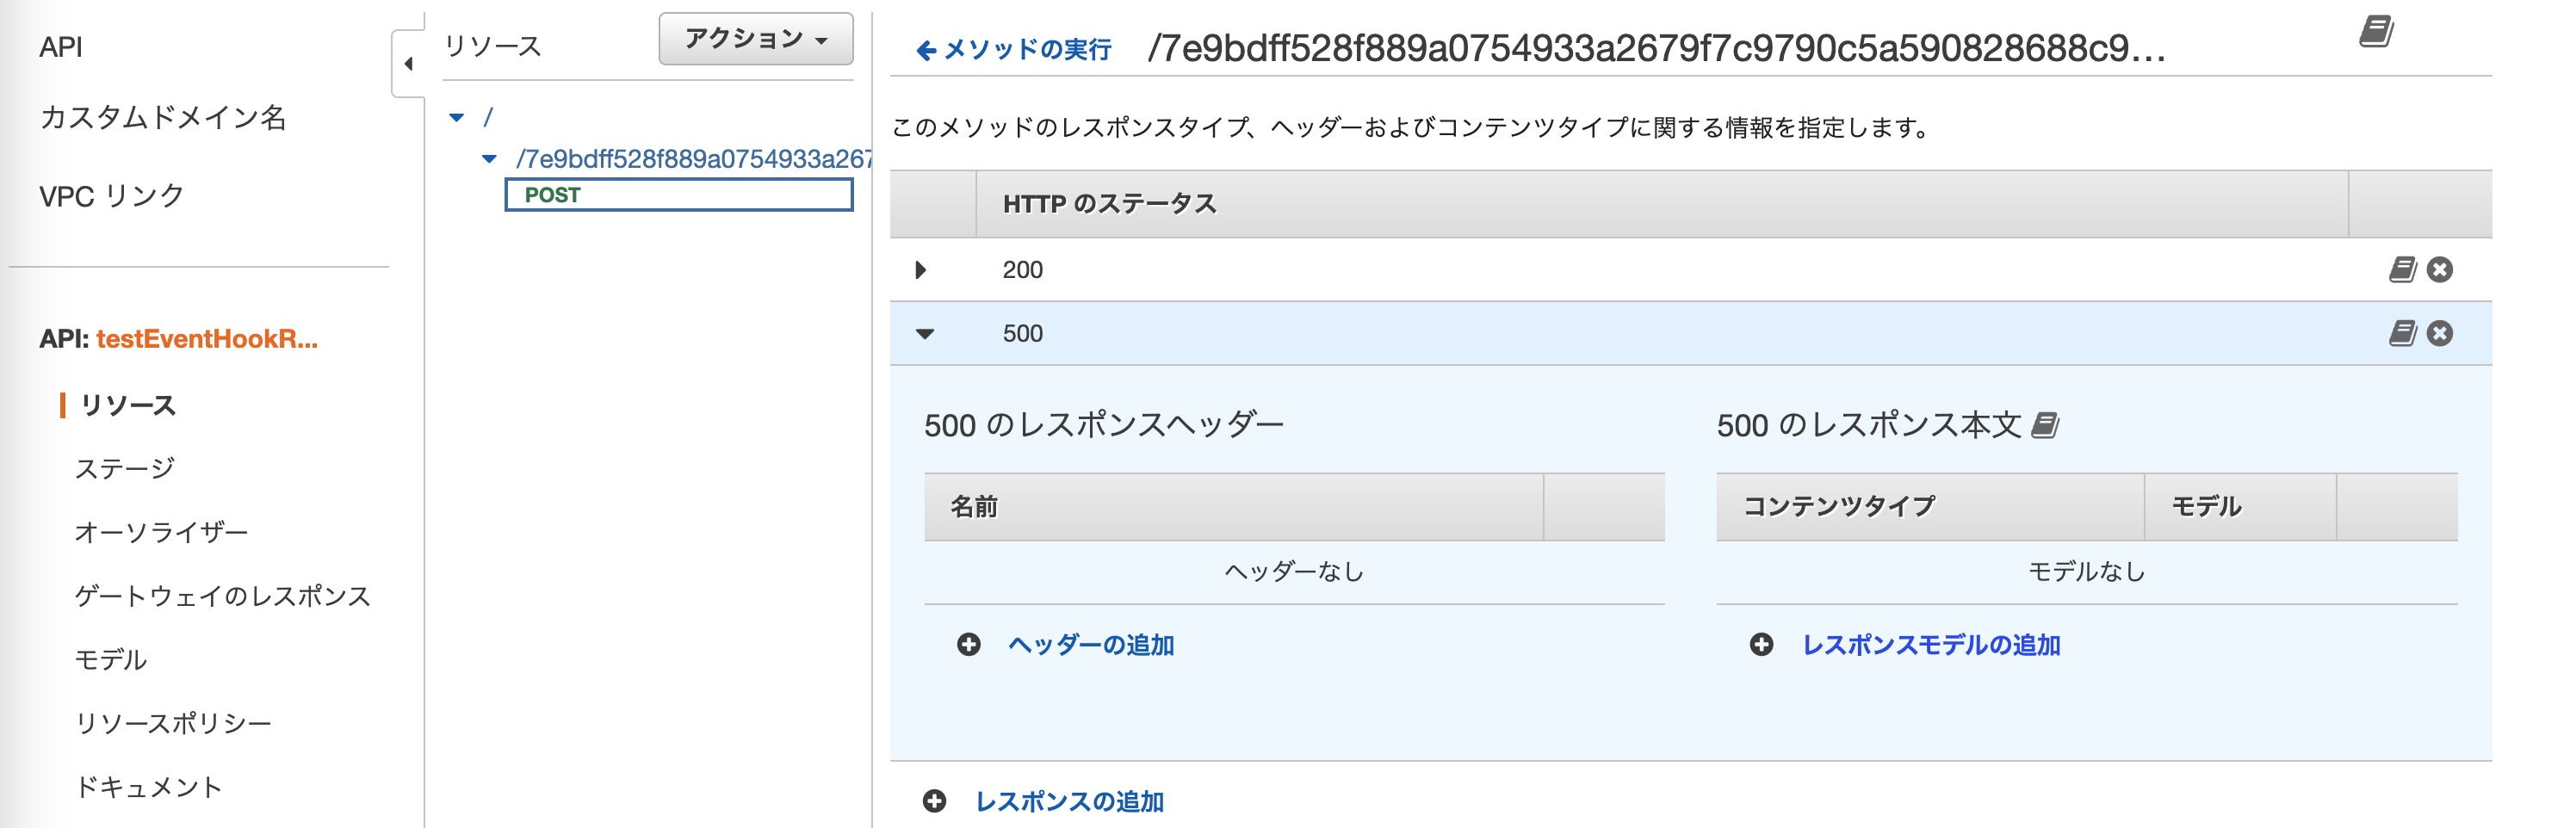 API
カスタムドメイン名
VPC リンク
API: testEventHookR...
リソース
ステージ
オーソライザー
ゲートウェイのレスポンス
モデル
リソースポリシー
ドキュメント
リソース
アクション
/
/7e9bdff528f889a0754933a267
POST
メソッドの実行
/7e9bdff528f889a0754933a2679f7c9790c5a590828688c9...
このメソッドのレスポンスタイプ、ヘッダーおよびコンテンツタイプに関する情報を指定します。
HTTP のステータス
200
500
500 のレスポンスヘッダー
名前
ヘッダーなし
ヘッダーの追加
500 のレスポンス本文
コンテンツタイプ モデル
モデルなし
レスポンスモデルの追加
レスポンスの追加